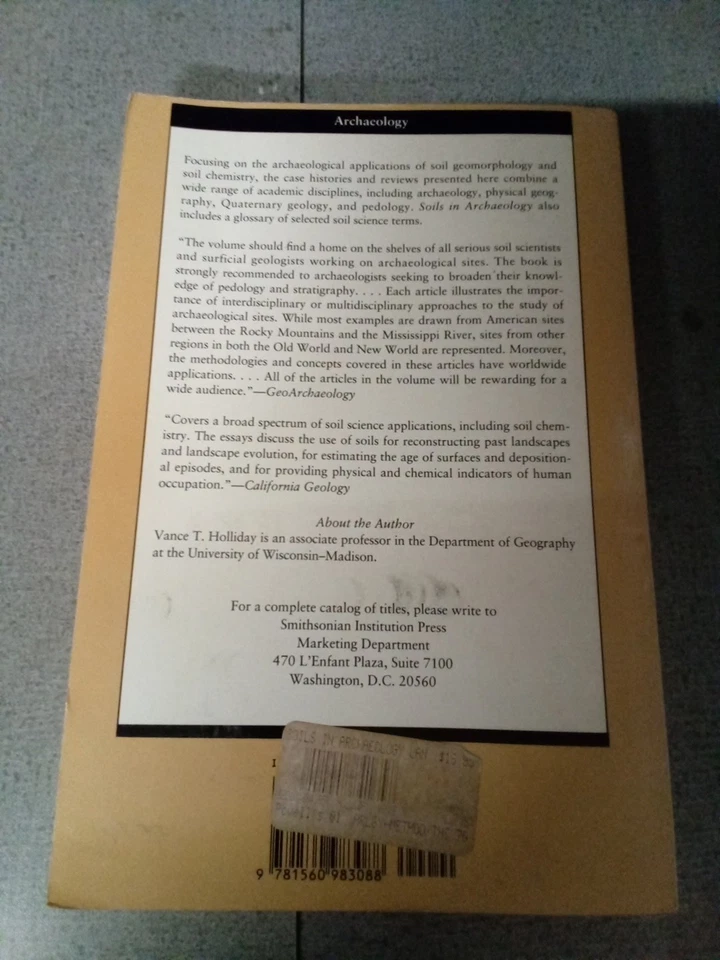 Archaeology
Focusing on the archaeological applications of soil geomorphology and
soil chemistry, the case histories and reviews presented here combine a
wide range of academic disciplines, including archaeology, physical geog-
raphy, Quaternary geology, and pedology. Soils in Archaeology also
includes a glossary of selected soil science terms.
“The volume should find a home on the shelves of all serious soil scientists
and surficial geologists working on archaeological sites. The book is
strongly recommended to archaeologists seeking to broaden their knowl-
edge of pedology and stratigraphy. . . . Each article illustrates the impor-
tance of interdisciplinary or multidisciplinary approaches to the study of
archaeological sites. While most examples are drawn from American sites
between the Rocky Mountains and the Mississippi River, sites from other
regions in both the Old World and New World are represented. Moreover,
the methodologies and concepts covered in these articles have worldwide
applications. . . . All of the articles in the volume will be rewarding for a
wide audience.”—GeoArchaeology
“Covers a broad spectrum of soil science applications, including soil chem-
istry. The essays discuss the use of soils for reconstructing past landscapes
and landscape evolution, for estimating the age of surfaces and deposition-
al episodes, and for providing physical and chemical indicators of human
occupation.”—California Geology
About the Author
Vance T. Holliday is an associate professor in the Department of Geography
at the University of Wisconsin–Madison.
For a complete catalog of titles, please write to
Smithsonian Institution Press
Marketing Department
470 L'Enfant Plaza, Suite 7100
Washington, D.C. 20560
SOILS IN ARCHAEOLOGY
9 781560 983088